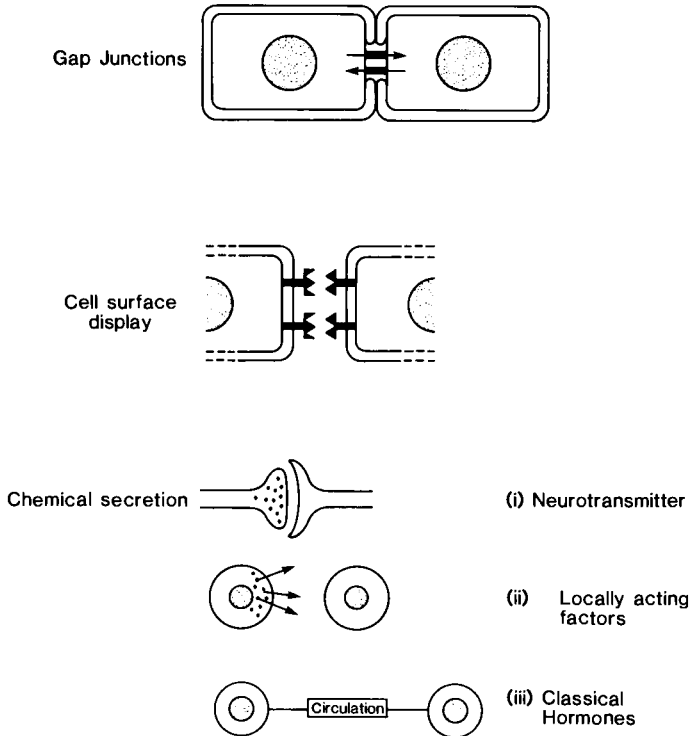 Gap Junctions
Cell surface
display
Chemical secretion
(i) Neurotransmitter
(ii) Locally acting
factors
Circulation
(iii) Classical
Hormones